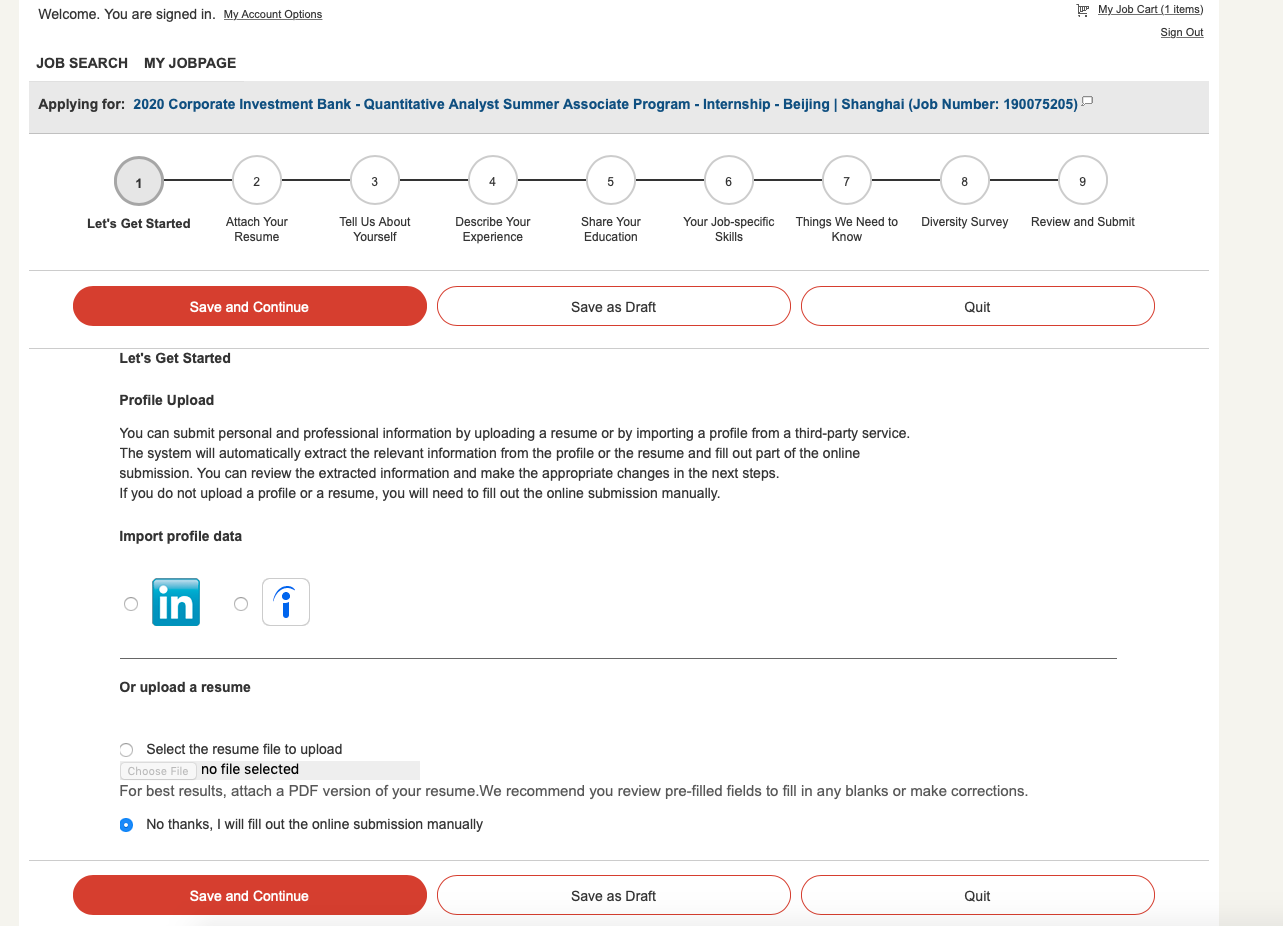 Welcome. You are signed in. My Account Options
My Job Cart (1 items)
Sign Out
JOB SEARCH MY JOBPAGE
Applying for: 2020 Corporate Investment Bank - Quantitative Analyst Summer Associate Program - Internship - Beijing | Shanghai (Job Number: 190075205)
1
2
3
4
5
6
7
8
9
Let's Get Started
Attach Your
Resume
Tell Us About
Yourself
Describe Your
Experience
Share Your
Education
Your Job-specific
Skills
Things We Need to
Know
Diversity Survey
Review and Submit
Save and Continue
Save as Draft
Quit
Let's Get Started
Profile Upload
You can submit personal and professional information by uploading a resume or by importing a profile from a third-party service.
The system will automatically extract the relevant information from the profile or the resume and fill out part of the online
submission. You can review the extracted information and make the appropriate changes in the next steps.
If you do not upload a profile or a resume, you will need to fill out the online submission manually.
Import profile data
in
i
Or upload a resume
Select the resume file to upload
Choose File no file selected
For best results, attach a PDF version of your resume.We recommend you review pre-filled fields to fill in any blanks or make corrections.
No thanks, I will fill out the online submission manually
Save and Continue
Save as Draft
Quit